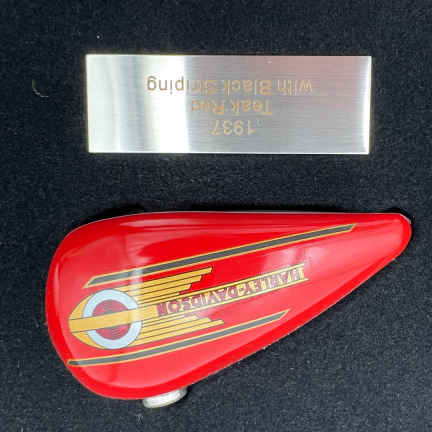 HARLEY-DAVIDSON
1937
Teak Red
with Black Striping